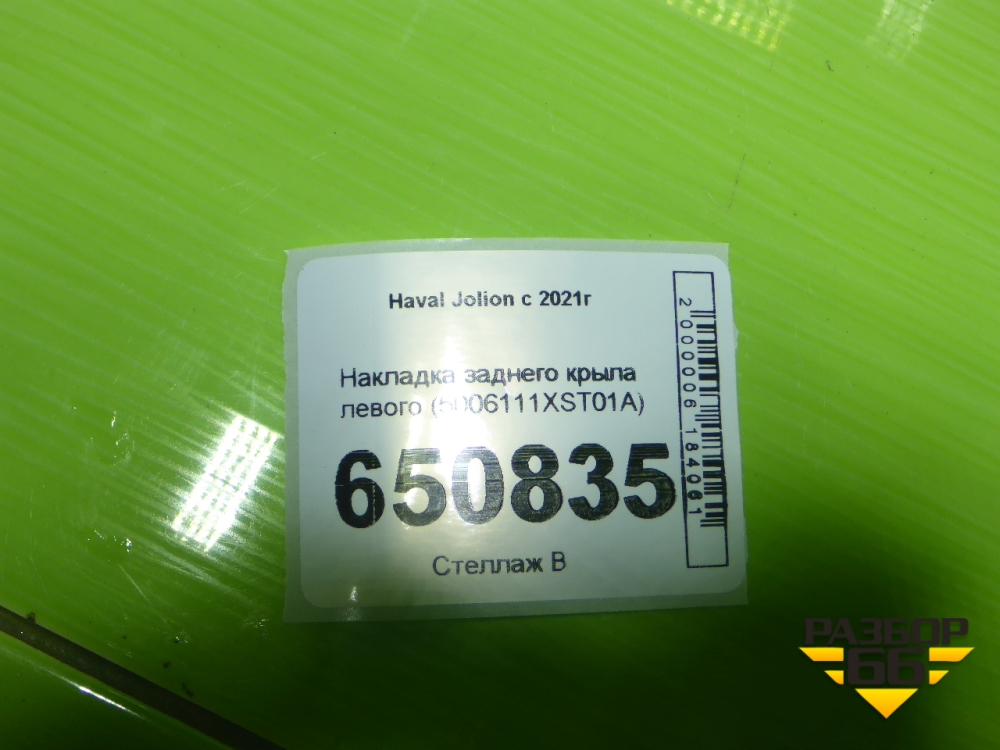 Haval Jolion с 2021г
Накладка заднего крыла
левого (5006111XST01A)
650835
Стеллаж В
2000006184061
РАЗБОР
66